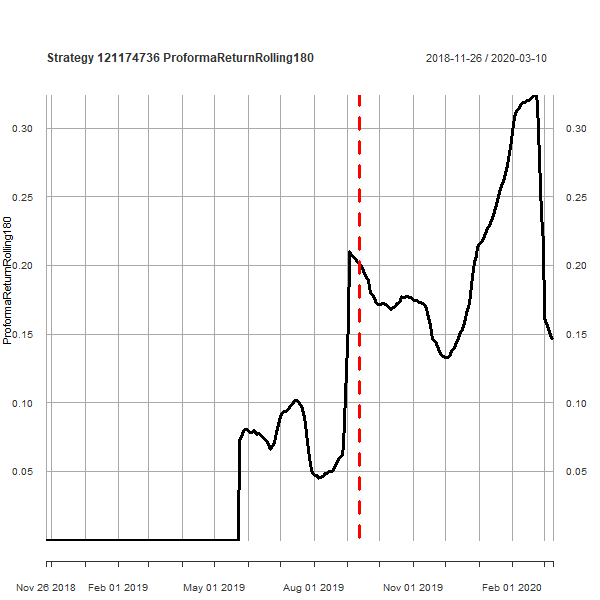 Strategy 121174736 ProformaReturnRolling180
2018-11-26 / 2020-03-10
0.30 0.30
0.25 0.25
0.20 0.20
0.15 0.15
0.10 0.10
0.05 0.05
ProformaReturnRolling180
Nov 26 2018 Feb 01 2019 May 01 2019 Aug 01 2019 Nov 01 2019 Feb 01 2020